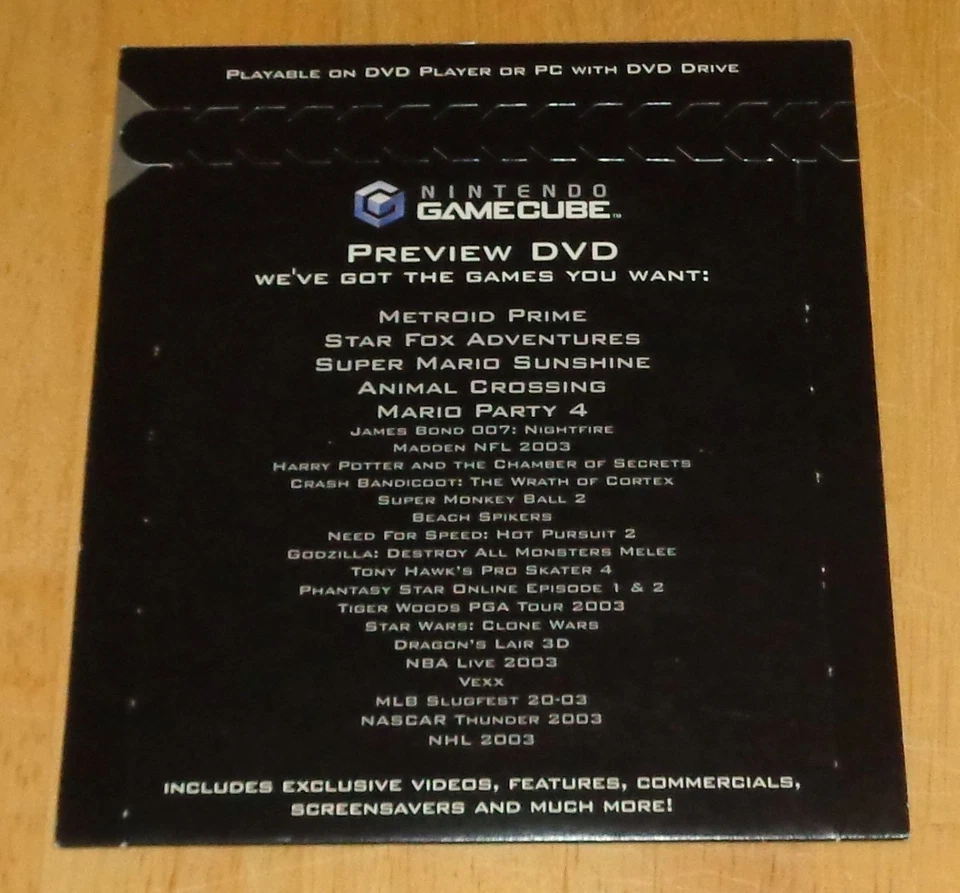 Playable on DVD Player or PC with DVD Drive
NINTENDO
GAMECUBE™
Preview DVD
we've got the games you want:
Metroid Prime
Star Fox Adventures
Super Mario Sunshine
Animal Crossing
Mario Party 4
James Bond 007: Nightfire
Madden NFL 2003
Harry Potter and the Chamber of Secrets
Crash Bandicoot: The Wrath of Cortex
Super Monkey Ball 2
Beach Spikers
Need For Speed: Hot Pursuit 2
Godzilla: Destroy All Monsters Melee
Tony Hawk's Pro Skater 4
Phantasy Star Online Episode 1 & 2
Tiger Woods PGA Tour 2003
Star Wars: Clone Wars
Dragon's Lair 3D
NBA Live 2003
Vexx
MLB Slugfest 20-03
NASCAR Thunder 2003
NHL 2003
includes exclusive videos, features, commercials,
screensavers and much more!